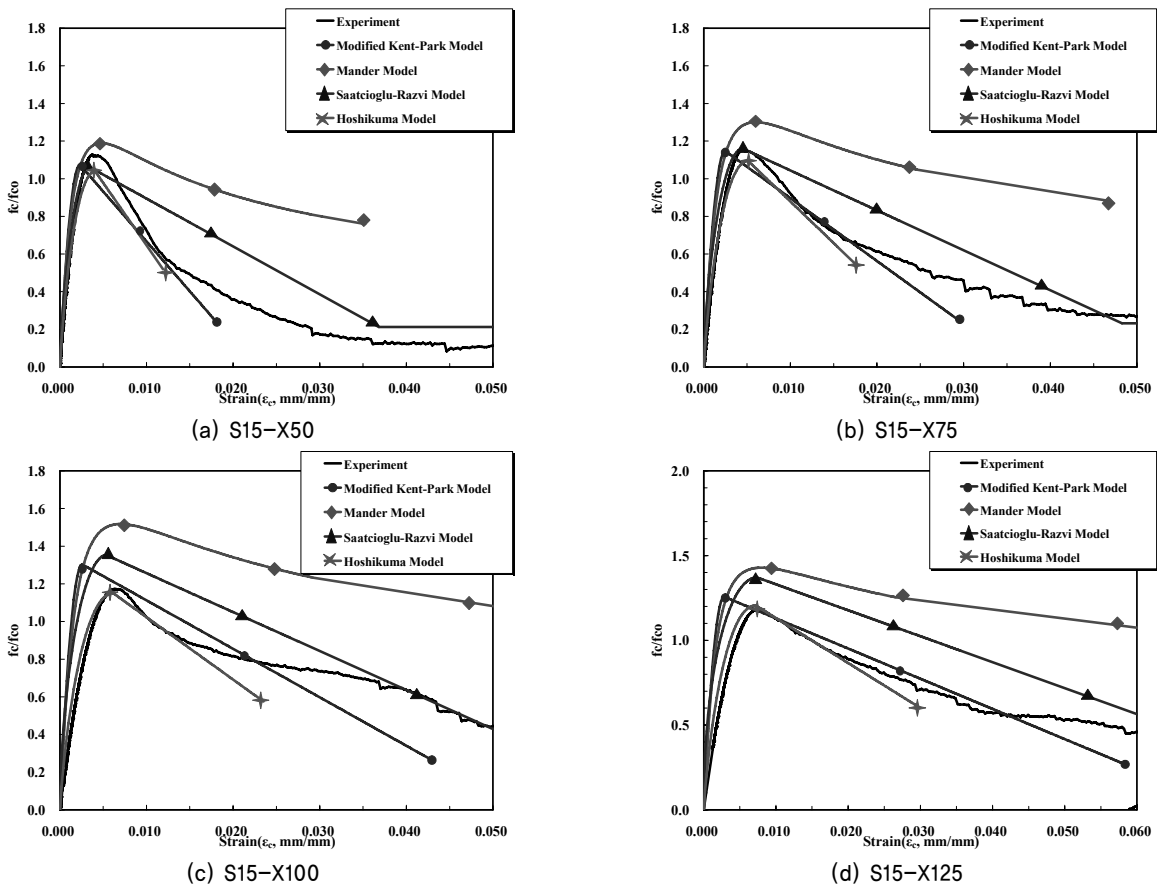 1.8
1.6
1.4
1.2
1.0
0.8
0.6
0.4
0.2
0.0
fc/fco
Experiment
Modified Kent-Park Model
Mander Model
Saatcioglu-Razvi Model
Hoshikuma Model
0.000 0.010 0.020 0.030 0.040 0.050
Strain(εc, mm/mm)
(a) S15-X50
1.8
1.6
1.4
1.2
1.0
0.8
0.6
0.4
0.2
0.0
fc/fco
Experiment
Modified Kent-Park Model
Mander Model
Saatcioglu-Razvi Model
Hoshikuma Model
0.000 0.010 0.020 0.030 0.040 0.050
Strain(εc, mm/mm)
(b) S15-X75
1.8
1.6
1.4
1.2
1.0
0.8
0.6
0.4
0.2
0.0
fc/fco
Experiment
Modified Kent-Park Model
Mander Model
Saatcioglu-Razvi Model
Hoshikuma Model
0.000 0.010 0.020 0.030 0.040 0.050
Strain(εc, mm/mm)
(c) S15-X100
2.0
1.5
1.0
0.5
0.0
fc/fco
Experiment
Modified Kent-Park Model
Mander Model
Saatcioglu-Razvi Model
Hoshikuma Model
0.000 0.010 0.020 0.030 0.040 0.050 0.060
Strain(εc, mm/mm)
(d) S15-X125